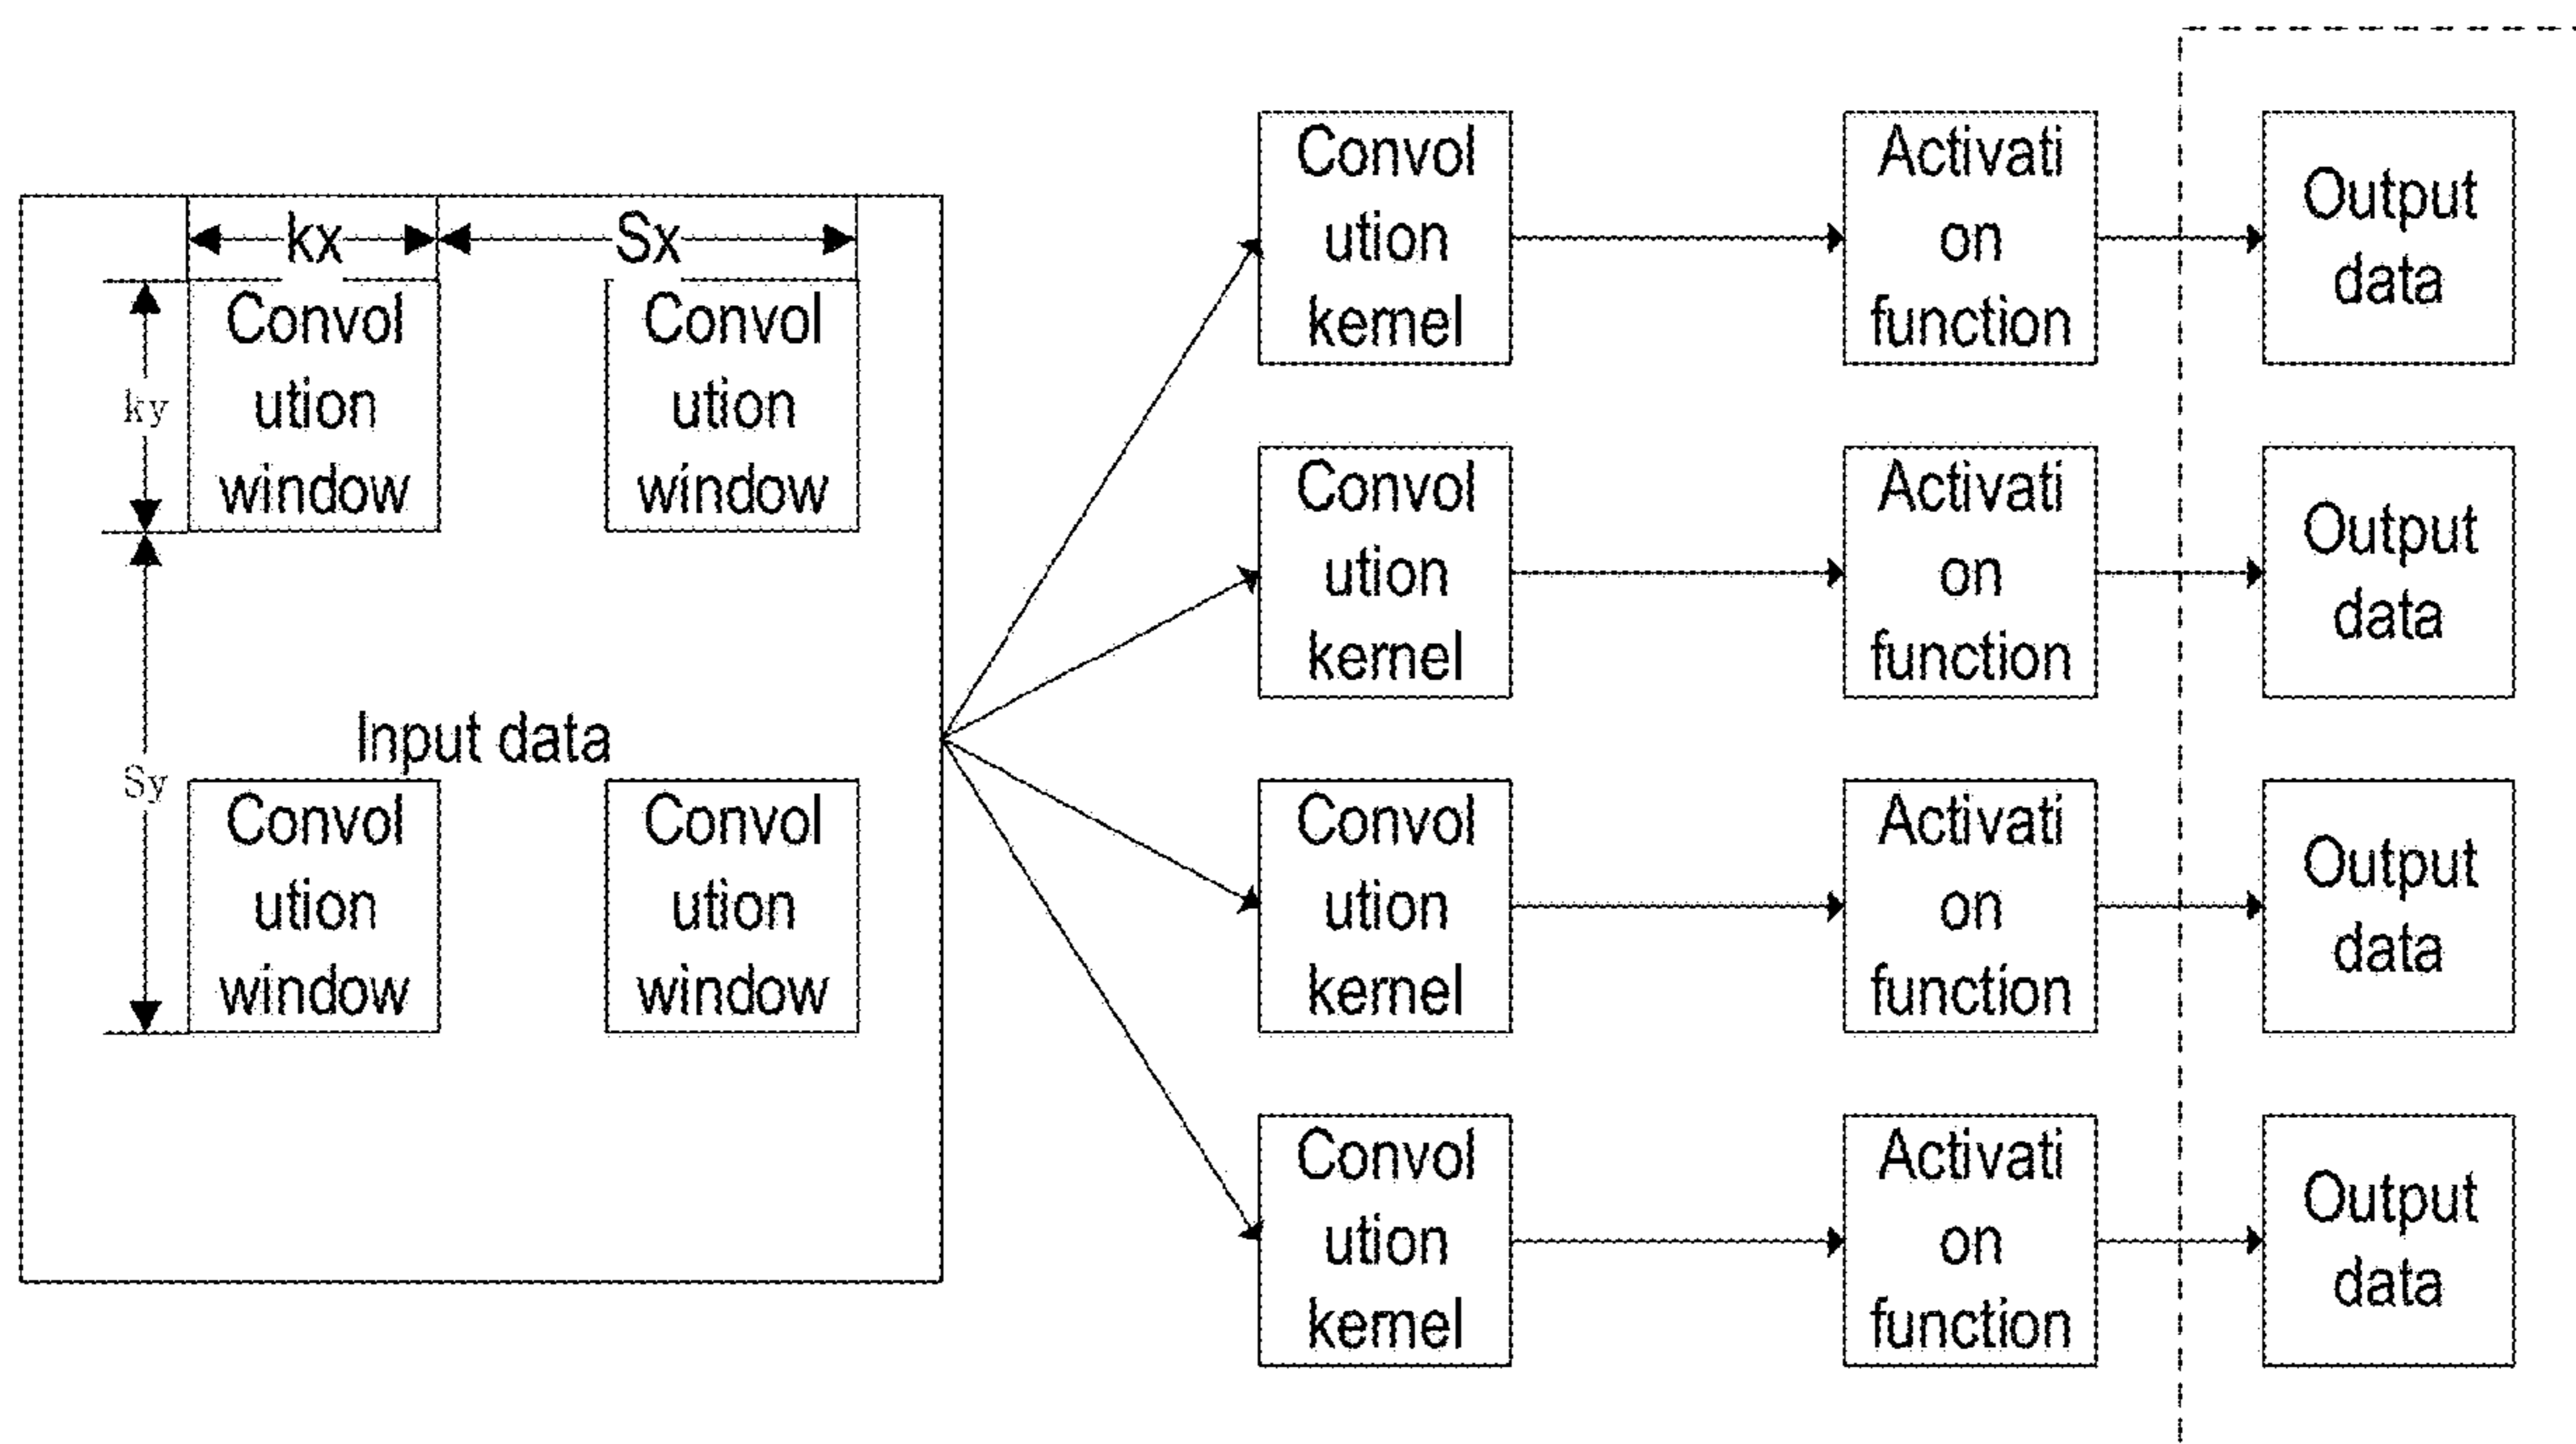 kx
Sx
ky
Convol
ution
window
Convol
ution
window
Input data
Sy
Convol
ution
window
Convol
ution
window
Convol
ution
kernel
Activati
on
function
Output
data
Convol
ution
kernel
Activati
on
function
Output
data
Convol
ution
kernel
Activati
on
function
Output
data
Convol
ution
kernel
Activati
on
function
Output
data